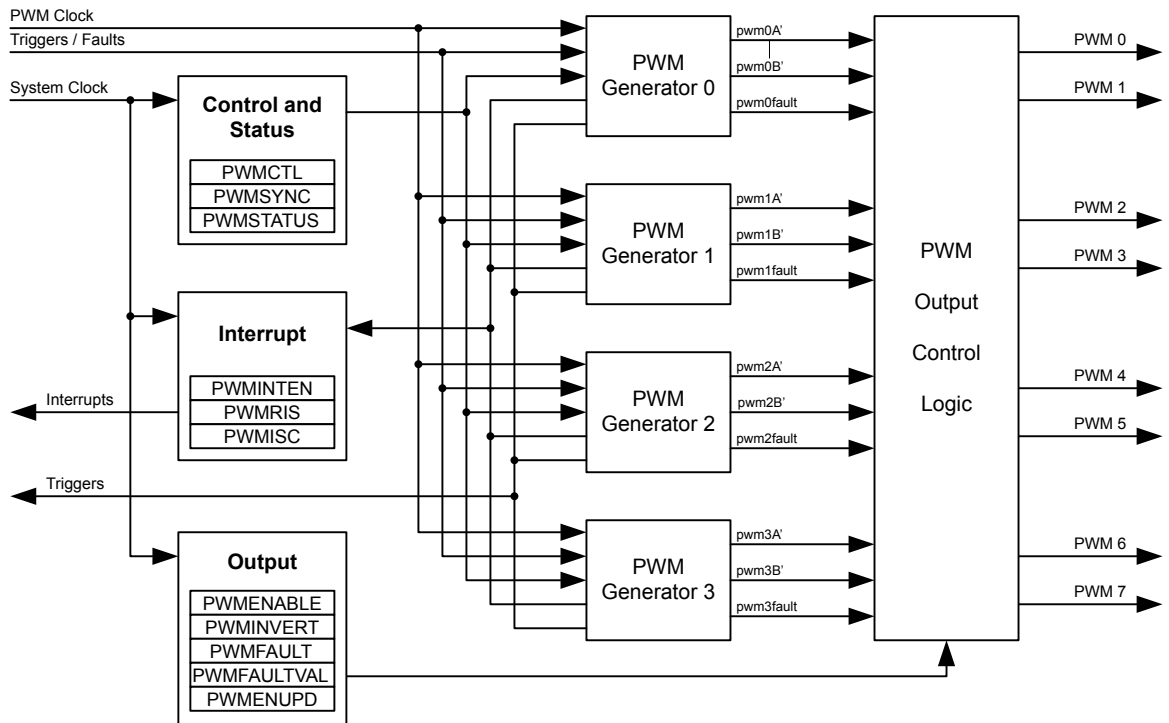 PWM Clock
Triggers / Faults
System Clock
Control and
Status
PWMCTL
PWMSYNC
PWMSTATUS
Interrupt
PWMINTEN
PWMRIS
PWMISC
Interrupts
Triggers
Output
PWMENABLE
PWMINVERT
PWMFAULT
PWMFAULTVAL
PWMENUPD
PWM
Generator 0
pwm0A'
pwm0B'
pwm0fault
PWM
Generator 1
pwm1A'
pwm1B'
pwm1fault
PWM
Generator 2
pwm2A'
pwm2B'
pwm2fault
PWM
Generator 3
pwm3A'
pwm3B'
pwm3fault
PWM
Output
Control
Logic
PWM 0
PWM 1
PWM 2
PWM 3
PWM 4
PWM 5
PWM 6
PWM 7